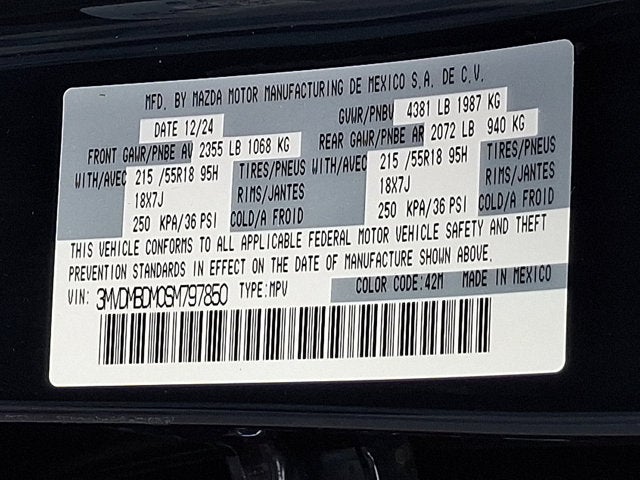 MFD. BY MAZDA MOTOR MANUFACTURING DE MEXICO S.A. DE C.V.
DATE 12/24 GVWR/PNBV 4381 LB 1987 KG
FRONT GAWR/PNBE AV 2355 LB 1068 KG REAR GAWR/PNBE AR 2072 LB 940 KG
WITH/AVEC 215 /55R18 95H TIRES/PNEUS WITH/AVEC 215 /55R18 95H TIRES/PNEUS
18X7J RIMS/JANTES 18X7J RIMS/JANTES
250 KPA/36 PSI COLD/A FROID 250 KPA/36 PSI COLD/A FROID
THIS VEHICLE CONFORMS TO ALL APPLICABLE FEDERAL MOTOR VEHICLE SAFETY AND THEFT
PREVENTION STANDARDS IN EFFECT ON THE DATE OF MANUFACTURE SHOWN ABOVE.
VIN: 3MVDMBDM0SM797850 TYPE:MPV COLOR CODE:42M MADE IN MEXICO